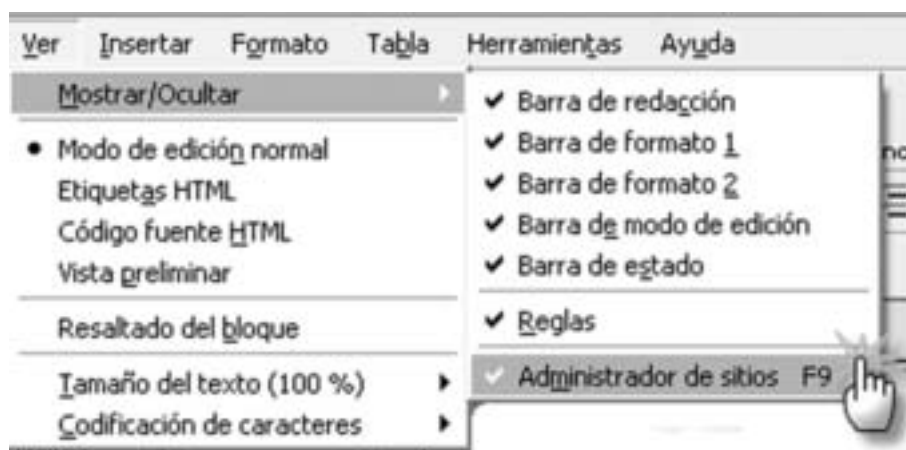 Ver Insertar Formato Tabla Herramientas Ayuda
Mostrar/Ocultar
Modo de edición normal
Etiquetas HTML
Código fuente HTML
Vista preliminar
Resaltado del bloque
Tamaño del texto (100 %)
Codificación de caracteres
Barra de redacción
Barra de formato 1
Barra de formato 2
Barra de modo de edición
Barra de estado
Reglas
Administrador de sitios F9